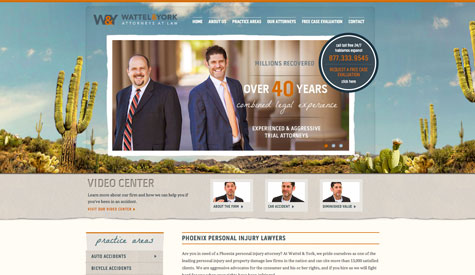 W&Y WATTEL & YORK
ATTORNEYS AT LAW
HOME ABOUT US PRACTICE AREAS OUR ATTORNEYS FREE CASE EVALUATION CONTACT
call toll free 24/7
hablamos espanol
877.333.9545
REQUEST A FREE CASE
EVALUATION
click here
MILLIONS RECOVERED
OVER 40 YEARS
combined legal experience
EXPERIENCED & AGGRESSIVE
TRIAL ATTORNEYS
VIDEO CENTER
Learn more about our firm and how we can help you if
you've been in an accident.
VISIT OUR VIDEO CENTER
ABOUT THE FIRM
CAR ACCIDENT
DIMINISHED VALUE
practice areas
AUTO ACCIDENTS
BICYCLE ACCIDENTS
PHOENIX PERSONAL INJURY LAWYERS
Are you in need of a Phoenix personal injury attorney? At Wattel & York, we pride ourselves as one of the
leading personal injury and property damage law firms in the nation and can cite more than 15,000 satisfied
clients. We are aggressive advocates for the consumer and his or her rights, and if you hire us we will fight